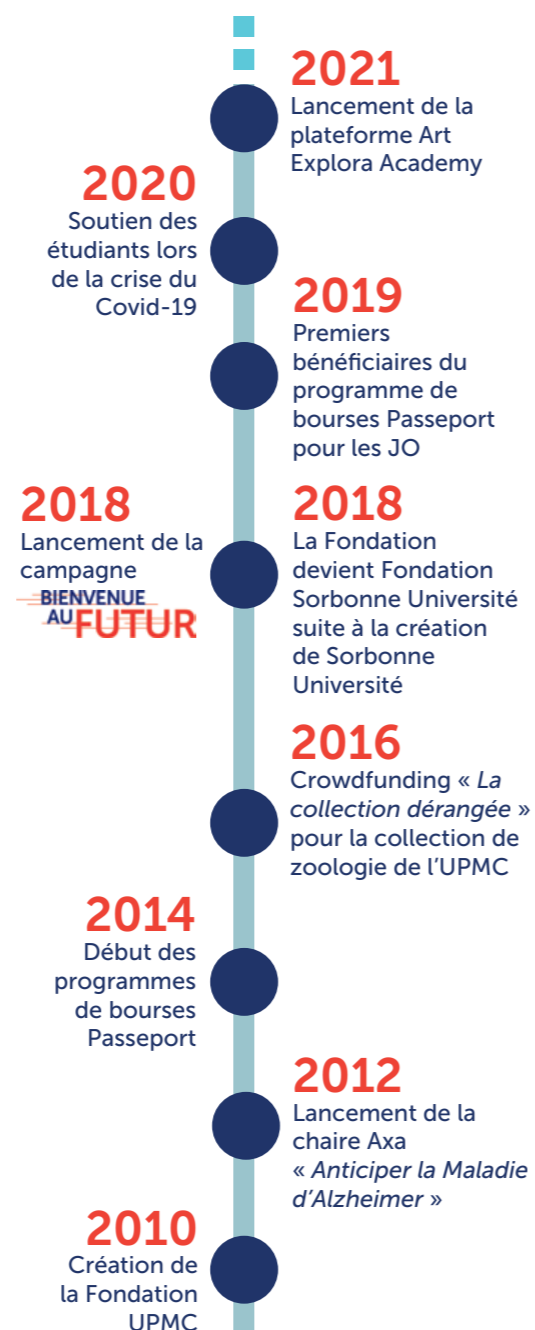 2021
Lancement de la
plateforme Art
Explora Academy
2020
Soutien des
étudiants lors
de la crise du
Covid-19
2019
Premiers
bénéficiaires du
programme de
bourses Passeport
pour les JO
2018
Lancement de la
campagne
BIENVENUE
AU FUTUR
2018
La Fondation
devient Fondation
Sorbonne Université
suite à la création
de Sorbonne
Université
2016
Crowdfunding « La
collection dérangée »
pour la collection de
zoologie de l’UPMC
2014
Début des
programmes
de bourses
Passeport
2012
Lancement de la
chaire Axa
« Anticiper la Maladie
d’Alzheimer »
2010
Création de
la Fondation
UPMC